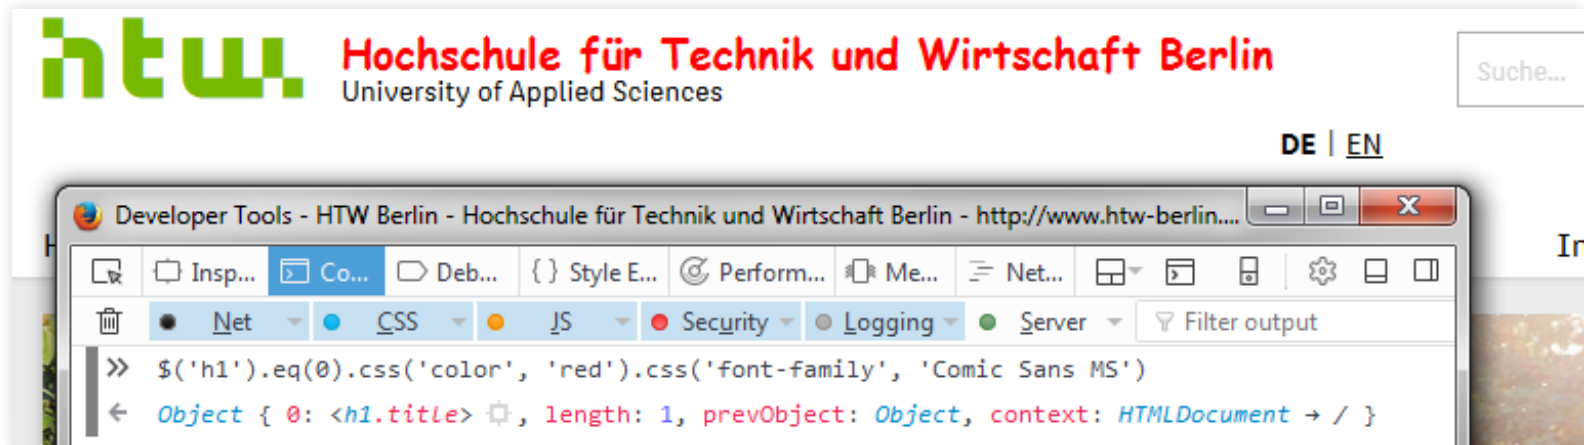 htw.
Hochschule für Technik und Wirtschaft Berlin
University of Applied Sciences
Suche...
DE | EN
Developer Tools - HTW Berlin - Hochschule für Technik und Wirtschaft Berlin - http://www.htw-berlin....
Insp... Co... Deb... { } Style E... Perform... Me... Net...
Net CSS JS Security Logging Server Filter output
» $('h1').eq(0).css('color', 'red').css('font-family', 'Comic Sans MS')
← Object { 0: <h1.title> , length: 1, prevObject: Object, context: HTMLDocument → / }